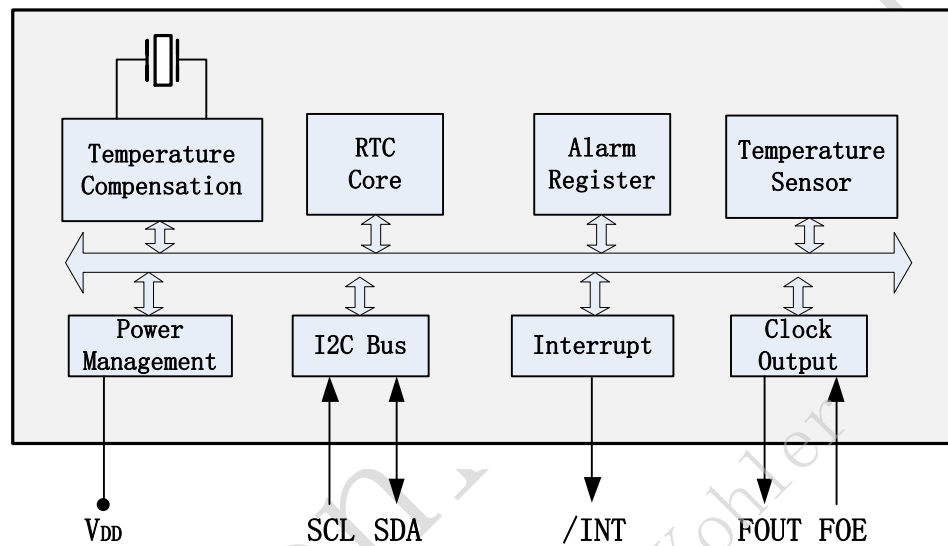 Temperature
Compensation
RTC
Core
Alarm
Register
Temperature
Sensor
Power
Management
I2C Bus
Interrupt
Clock
Output
VDD
SCL SDA
/INT
FOUT FOE
Kohler